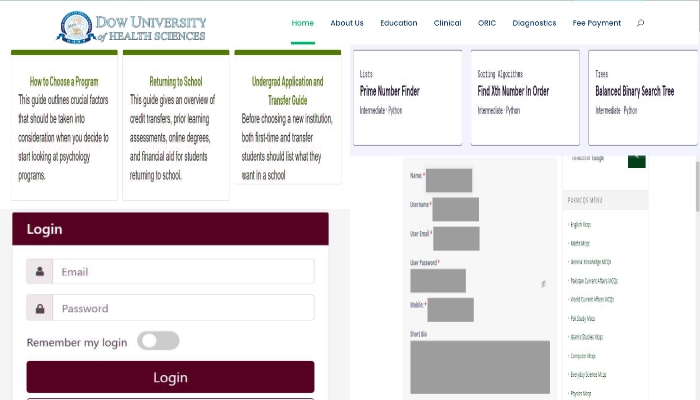 DOW UNIVERSITY
of HEALTH SCIENCES
Home About Us Education Clinical ORIC Diagnostics Fee Payment
How to Choose a Program
This guide outlines crucial factors
that should be taken into
consideration when you decide to
start looking at psychology
programs.
Returning to School
This guide gives an overview of
credit transfers, prior learning
assessments, online degrees,
and financial aid for students
returning to school.
Undergrad Application and
Transfer Guide
Before choosing a new institution,
both first-time and transfer
students should list what they
want in a school
Lists
Prime Number Finder
Intermediate · Python
Sorting Algorithms
Find Xth Number In Order
Intermediate · Python
Trees
Balanced Binary Search Tree
Intermediate · Python
Login
Email
Password
Remember my login
Login
Name: *
Username *
User Email *
User Password *
Mobile: *
Short Bio
Google
PAKMCQS MENU
› English Mcqs
› Maths Mcqs
› General Knowledge MCQs
› Pakistan Current Affairs MCQs
› World Current Affairs MCQs
› Pak Study Mcqs
› Islamic Studies Mcqs
› Computer Mcqs
› Everyday Science Mcqs
› Physics Mcqs